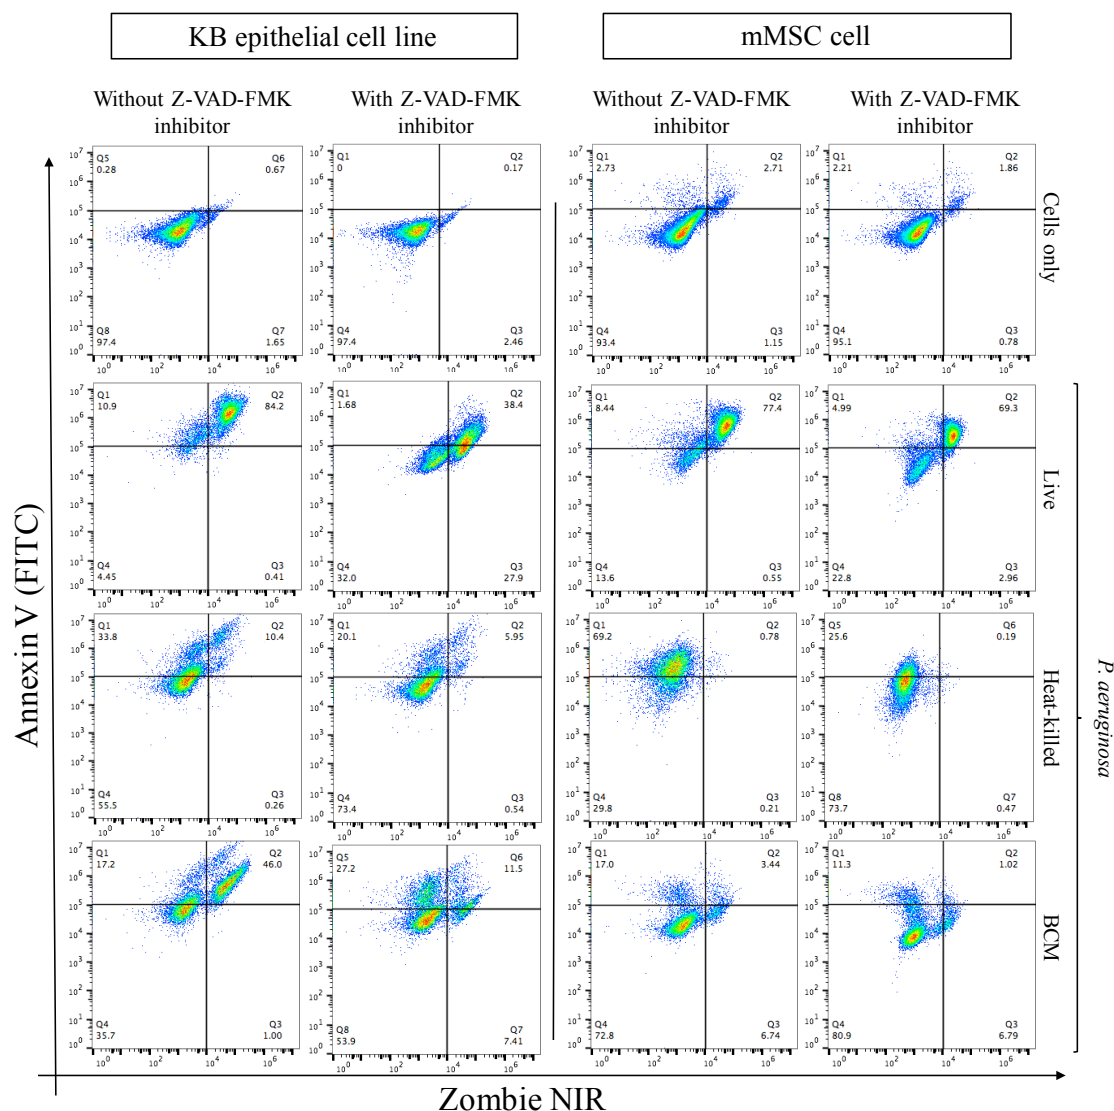 KB epithelial cell line
mMSC cell
Without Z-VAD-FMK
inhibitor
With Z-VAD-FMK
inhibitor
Without Z-VAD-FMK
inhibitor
With Z-VAD-FMK
inhibitor
Annexin V (FITC)
10⁷ 10⁶ 10⁵ 10⁴ 10³ 10² 10¹ 10⁰
10² 10⁴ 10⁶
Q5 Q6
0.28 0.67
Q8 Q7
97.4 1.65
Q1 Q2
0 0.17
Q4 Q3
97.4 2.46
Q1 Q2
2.73 2.71
Q4 Q3
93.4 1.15
Q1 Q2
2.21 1.86
Q4 Q3
95.1 0.78
Cells only
Q1 Q2
10.9 84.2
Q4 Q3
4.45 0.41
Q1 Q2
1.68 38.4
Q4 Q3
32.0 27.9
Q1 Q2
8.44 77.4
Q4 Q3
13.6 0.55
Q1 Q2
4.99 69.3
Q4 Q3
22.8 2.96
Live
Q1 Q2
33.8 10.4
Q4 Q3
55.5 0.26
Q1 Q2
20.1 5.95
Q4 Q3
73.4 0.54
Q1 Q2
69.2 0.78
Q4 Q3
29.8 0.21
Q5 Q6
25.6 0.19
Q8 Q7
73.7 0.47
Heat-killed
Q1 Q2
17.2 46.0
Q4 Q3
35.7 1.00
Q5 Q6
27.2 11.5
Q8 Q7
53.9 7.41
Q1 Q2
17.0 3.44
Q4 Q3
72.8 6.74
Q1 Q2
11.3 1.02
Q4 Q3
80.9 6.79
BCM
P. aeruginosa
Zombie NIR